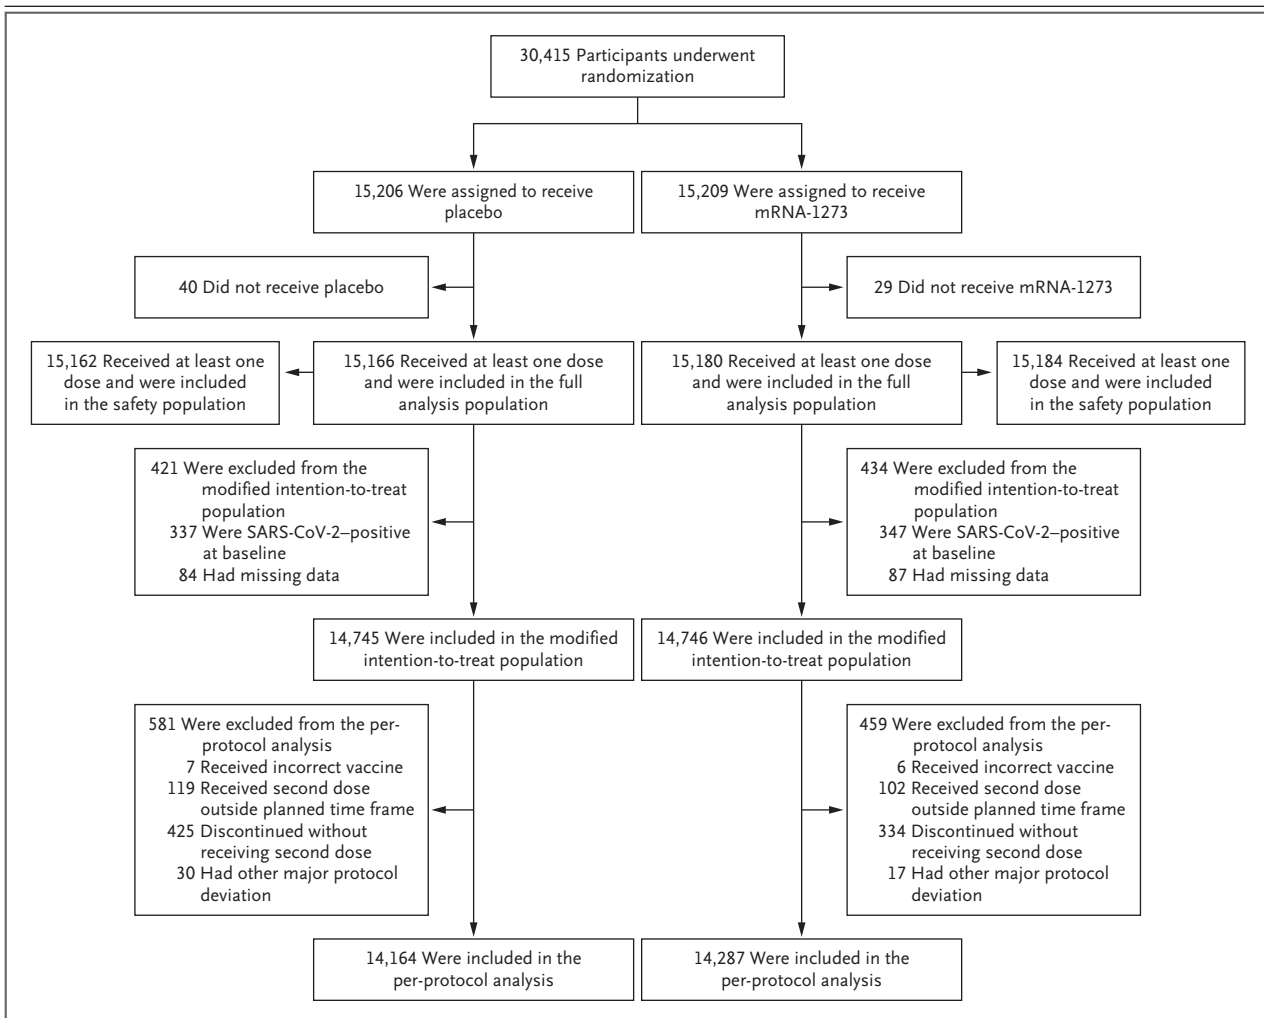 30,415 Participants underwent
randomization
15,206 Were assigned to receive
placebo
15,209 Were assigned to receive
mRNA-1273
40 Did not receive placebo
29 Did not receive mRNA-1273
15,162 Received at least one
dose and were included
in the safety population
15,166 Received at least one dose
and were included in the full
analysis population
15,180 Received at least one dose
and were included in the full
analysis population
15,184 Received at least one
dose and were included
in the safety population
421 Were excluded from the
modified intention-to-treat
population
337 Were SARS-CoV-2–positive
at baseline
84 Had missing data
434 Were excluded from the
modified intention-to-treat
population
347 Were SARS-CoV-2–positive
at baseline
87 Had missing data
14,745 Were included in the modified
intention-to-treat population
14,746 Were included in the modified
intention-to-treat population
581 Were excluded from the per-
protocol analysis
7 Received incorrect vaccine
119 Received second dose
outside planned time frame
425 Discontinued without
receiving second dose
30 Had other major protocol
deviation
459 Were excluded from the per-
protocol analysis
6 Received incorrect vaccine
102 Received second dose
outside planned time frame
334 Discontinued without
receiving second dose
17 Had other major protocol
deviation
14,164 Were included in the
per-protocol analysis
14,287 Were included in the
per-protocol analysis